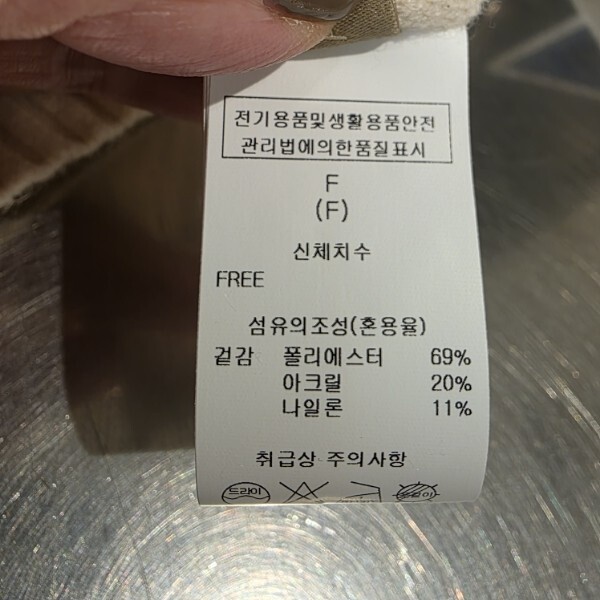 전기용품및생활용품안전
관리법에의한품질표시
F
(F)
신체치수
FREE
섬유의조성(혼용율)
겉감 폴리에스터 69%
아크릴 20%
나일론 11%
취급상 주의사항
드라이